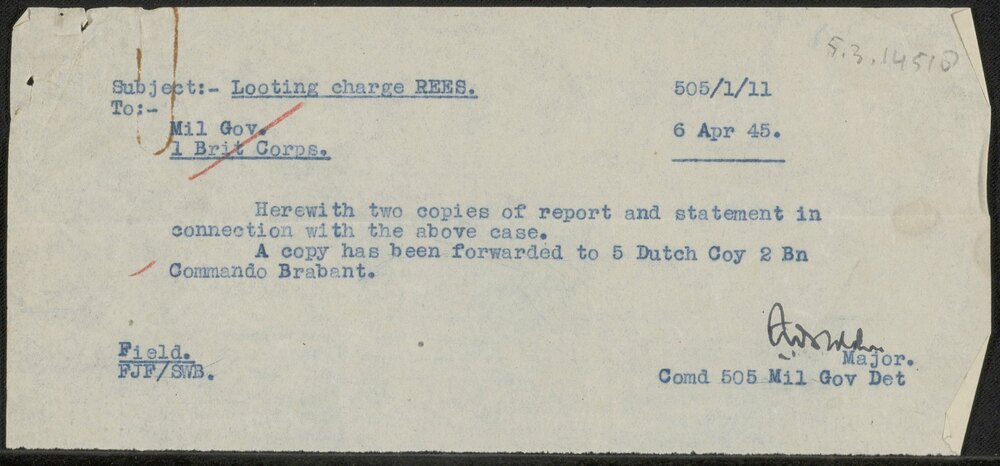 5.3.14518
Subject:- Looting charge REES. 505/1/11
To:-
Mil Gov. 6 Apr 45.
1 Brit Corps.
Herewith two copies of report and statement in
connection with the above case.
A copy has been forwarded to 5 Dutch Coy 2 Bn
Commando Brabant.
Field. Major.
FJF/SWB. Comd 505 Mil Gov Det